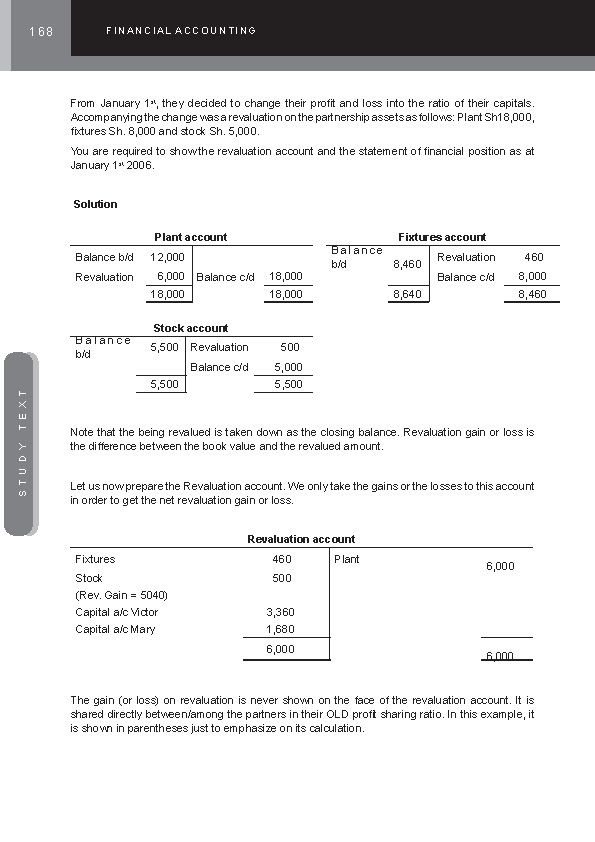 168 FINANCIAL ACCOUNTING
From January 1st, they decided to change their profit and loss into the ratio of their capitals.
Accompanying the change was a revaluation on the partnership assets as follows: Plant Sh18,000,
fixtures Sh. 8,000 and stock Sh. 5,000.
You are required to show the revaluation account and the statement of financial position as at
January 1st 2006.
Solution
Plant account
Balance b/d 12,000
Revaluation 6,000 Balance c/d 18,000
18,000 18,000
Fixtures account
Balance
b/d 8,460 Revaluation 460
Balance c/d 8,000
8,640 8,460
Stock account
Balance
b/d 5,500 Revaluation 500
Balance c/d 5,000
5,500 5,500
STUDY TEXT
Note that the being revalued is taken down as the closing balance. Revaluation gain or loss is
the difference between the book value and the revalued amount.
Let us now prepare the Revaluation account. We only take the gains or the losses to this account
in order to get the net revaluation gain or loss.
Revaluation account
Fixtures 460 Plant 6,000
Stock 500
(Rev. Gain = 5040)
Capital a/c Victor 3,360
Capital a/c Mary 1,680
6,000 6,000
The gain (or loss) on revaluation is never shown on the face of the revaluation account. It is
shared directly between/among the partners in their OLD profit sharing ratio. In this example, it
is shown in parentheses just to emphasize on its calculation.